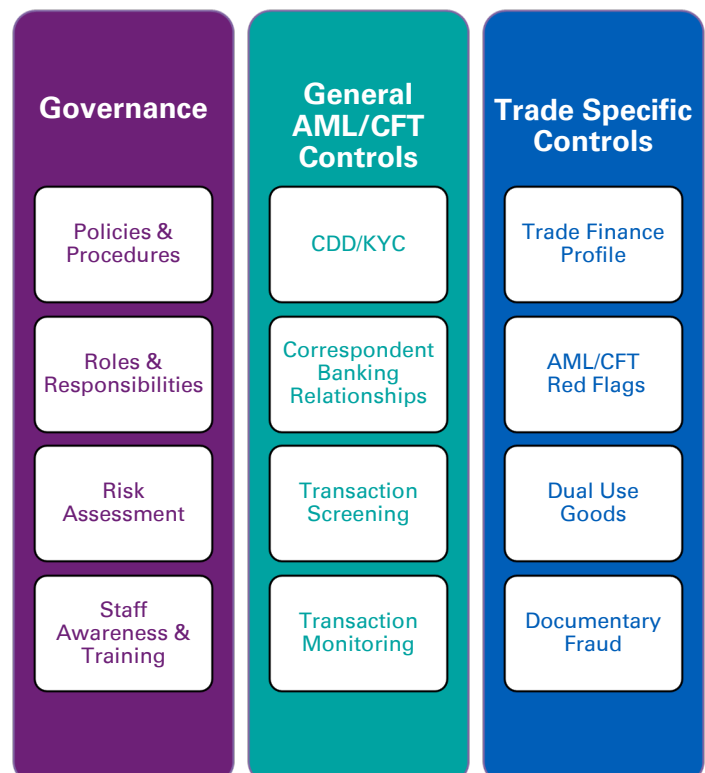 Governance
Policies &
Procedures
Roles &
Responsibilities
Risk
Assessment
Staff
Awareness &
Training
General
AML/CFT
Controls
CDD/KYC
Correspondent
Banking
Relationships
Transaction
Screening
Transaction
Monitoring
Trade Specific
Controls
Trade Finance
Profile
AML/CFT
Red Flags
Dual Use
Goods
Documentary
Fraud